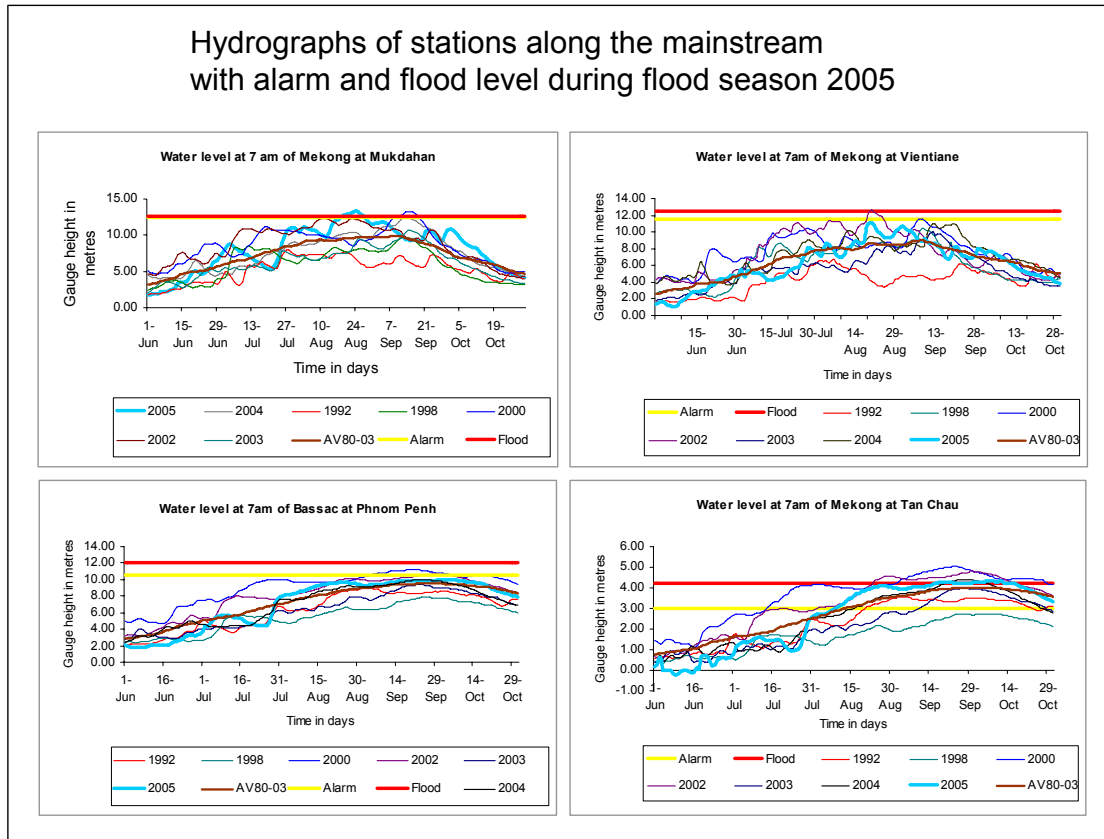 Hydrographs of stations along the mainstream
with alarm and flood level during flood season 2005
Water level at 7 am of Mekong at Mukdahan
Gauge height in
metres
15.00
10.00
5.00
0.00
1- 15- 29- 13- 27- 10- 24- 7- 21- 5- 19-
Jun Jun Jun Jul Jul Aug Aug Sep Sep Oct Oct
Time in days
2005 2004 1992 1998 2000
2002 2003 AV80-03 Alarm Flood
Water level at 7am of Mekong at Vientiane
Gauge height in metres
14.00
12.00
10.00
8.00
6.00
4.00
2.00
0.00
15- 30- 15-Jul 30-Jul 14- 29- 13- 28- 13- 28-
Jun Jun Aug Aug Sep Sep Oct Oct
Time in days
Alarm Flood 1992 1998 2000
2002 2003 2004 2005 AV80-03
Water level at 7am of Bassac at Phnom Penh
Gauge height in metres
14.00
12.00
10.00
8.00
6.00
4.00
2.00
0.00
1- 16- 1- 16- 31- 15- 30- 14- 29- 14- 29-
Jun Jun Jul Jul Jul Aug Aug Sep Sep Oct Oct
Time in days
1992 1998 2000 2002 2003
2005 AV80-03 Alarm Flood 2004
Water level at 7am of Mekong at Tan Chau
Gauge height in metres
6.00
5.00
4.00
3.00
2.00
1.00
0.00
-1.00
1- 16- 1- 16- 31- 15- 30- 14- 29- 14- 29-
Jun Jun Jul Jul Jul Aug Aug Sep Sep Oct Oct
Time in days
Alarm Flood 1992 1998 2000
2002 2003 2004 2005 AV80-03